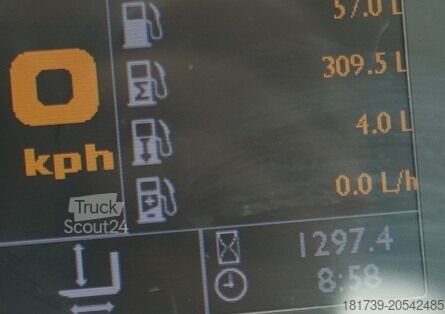 57.0 L
0
309.5 L
4.0 L
kph
0.0 L/h
Truck
Scout24
1297.4
8:58
181739-20542485